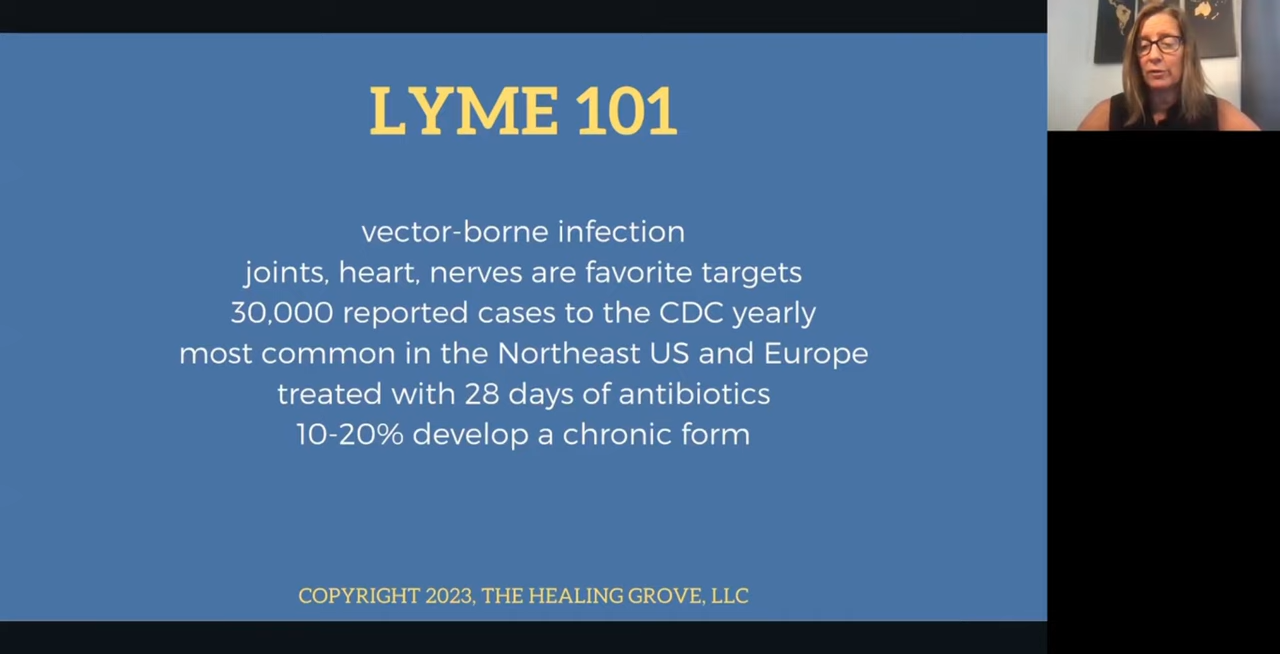 LYME 101
vector-borne infection
joints, heart, nerves are favorite targets
30,000 reported cases to the CDC yearly
most common in the Northeast US and Europe
treated with 28 days of antibiotics
10-20% develop a chronic form
COPYRIGHT 2023, THE HEALING GROVE, LLC